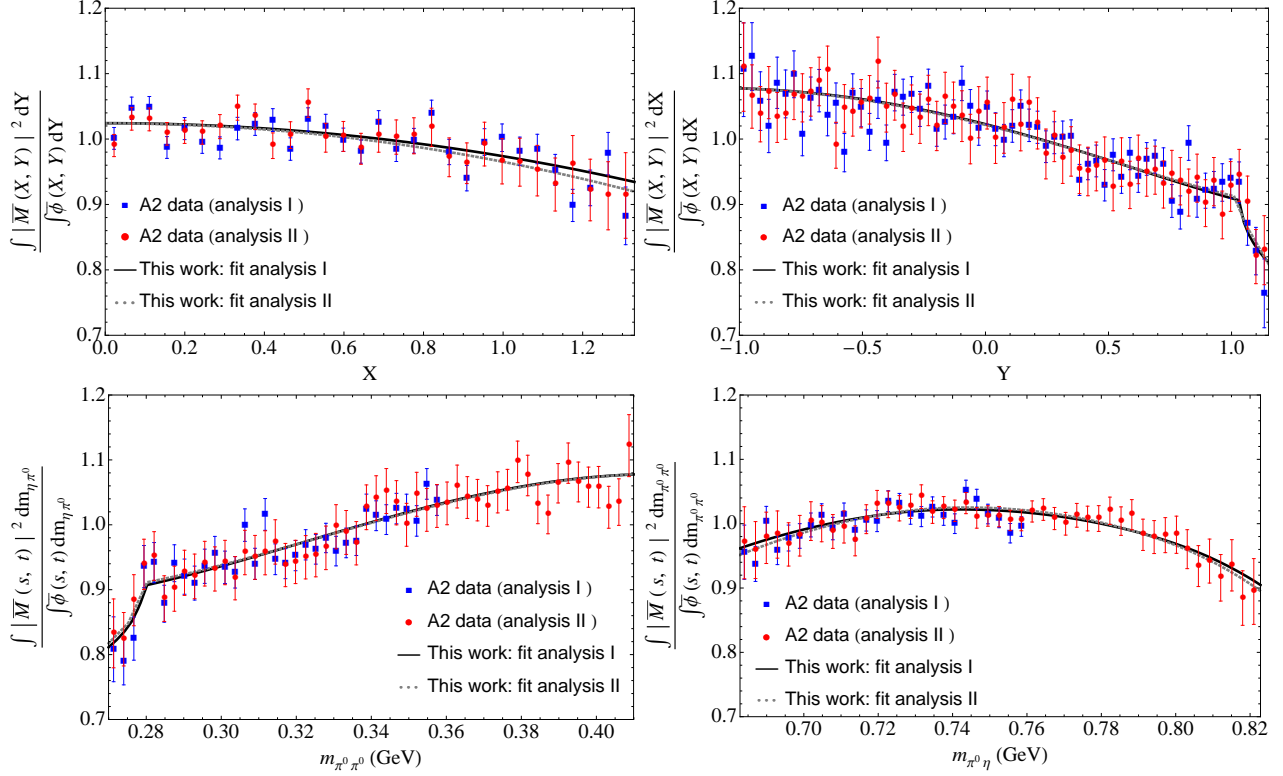 1.2
1.1
1.0
0.9
0.8
0.7
∫ | M̅ (X, Y) | ² dY
∫ϕ̅ (X, Y) dY
A2 data (analysis I )
A2 data (analysis II )
This work: fit analysis I
This work: fit analysis II
0.0 0.2 0.4 0.6 0.8 1.0 1.2
X
1.2
1.1
1.0
0.9
0.8
0.7
∫ | M̅ (X, Y) | ² dX
∫ϕ̅ (X, Y) dX
A2 data (analysis I )
A2 data (analysis II )
This work: fit analysis I
This work: fit analysis II
−1.0 −0.5 0.0 0.5 1.0
Y
1.2
1.1
1.0
0.9
0.8
0.7
∫ | M̅ (s, t) | ² dm_{ηπ⁰}
∫ϕ̅ (s, t) dm_{ηπ⁰}
A2 data (analysis I )
A2 data (analysis II )
This work: fit analysis I
This work: fit analysis II
0.28 0.30 0.32 0.34 0.36 0.38 0.40
m_{π⁰π⁰} (GeV)
1.2
1.1
1.0
0.9
0.8
0.7
∫ | M̅ (s, t) | ² dm_{π⁰π⁰}
∫ϕ̅ (s, t) dm_{π⁰π⁰}
A2 data (analysis I )
A2 data (analysis II )
This work: fit analysis I
This work: fit analysis II
0.70 0.72 0.74 0.76 0.78 0.80 0.82
m_{π⁰η} (GeV)